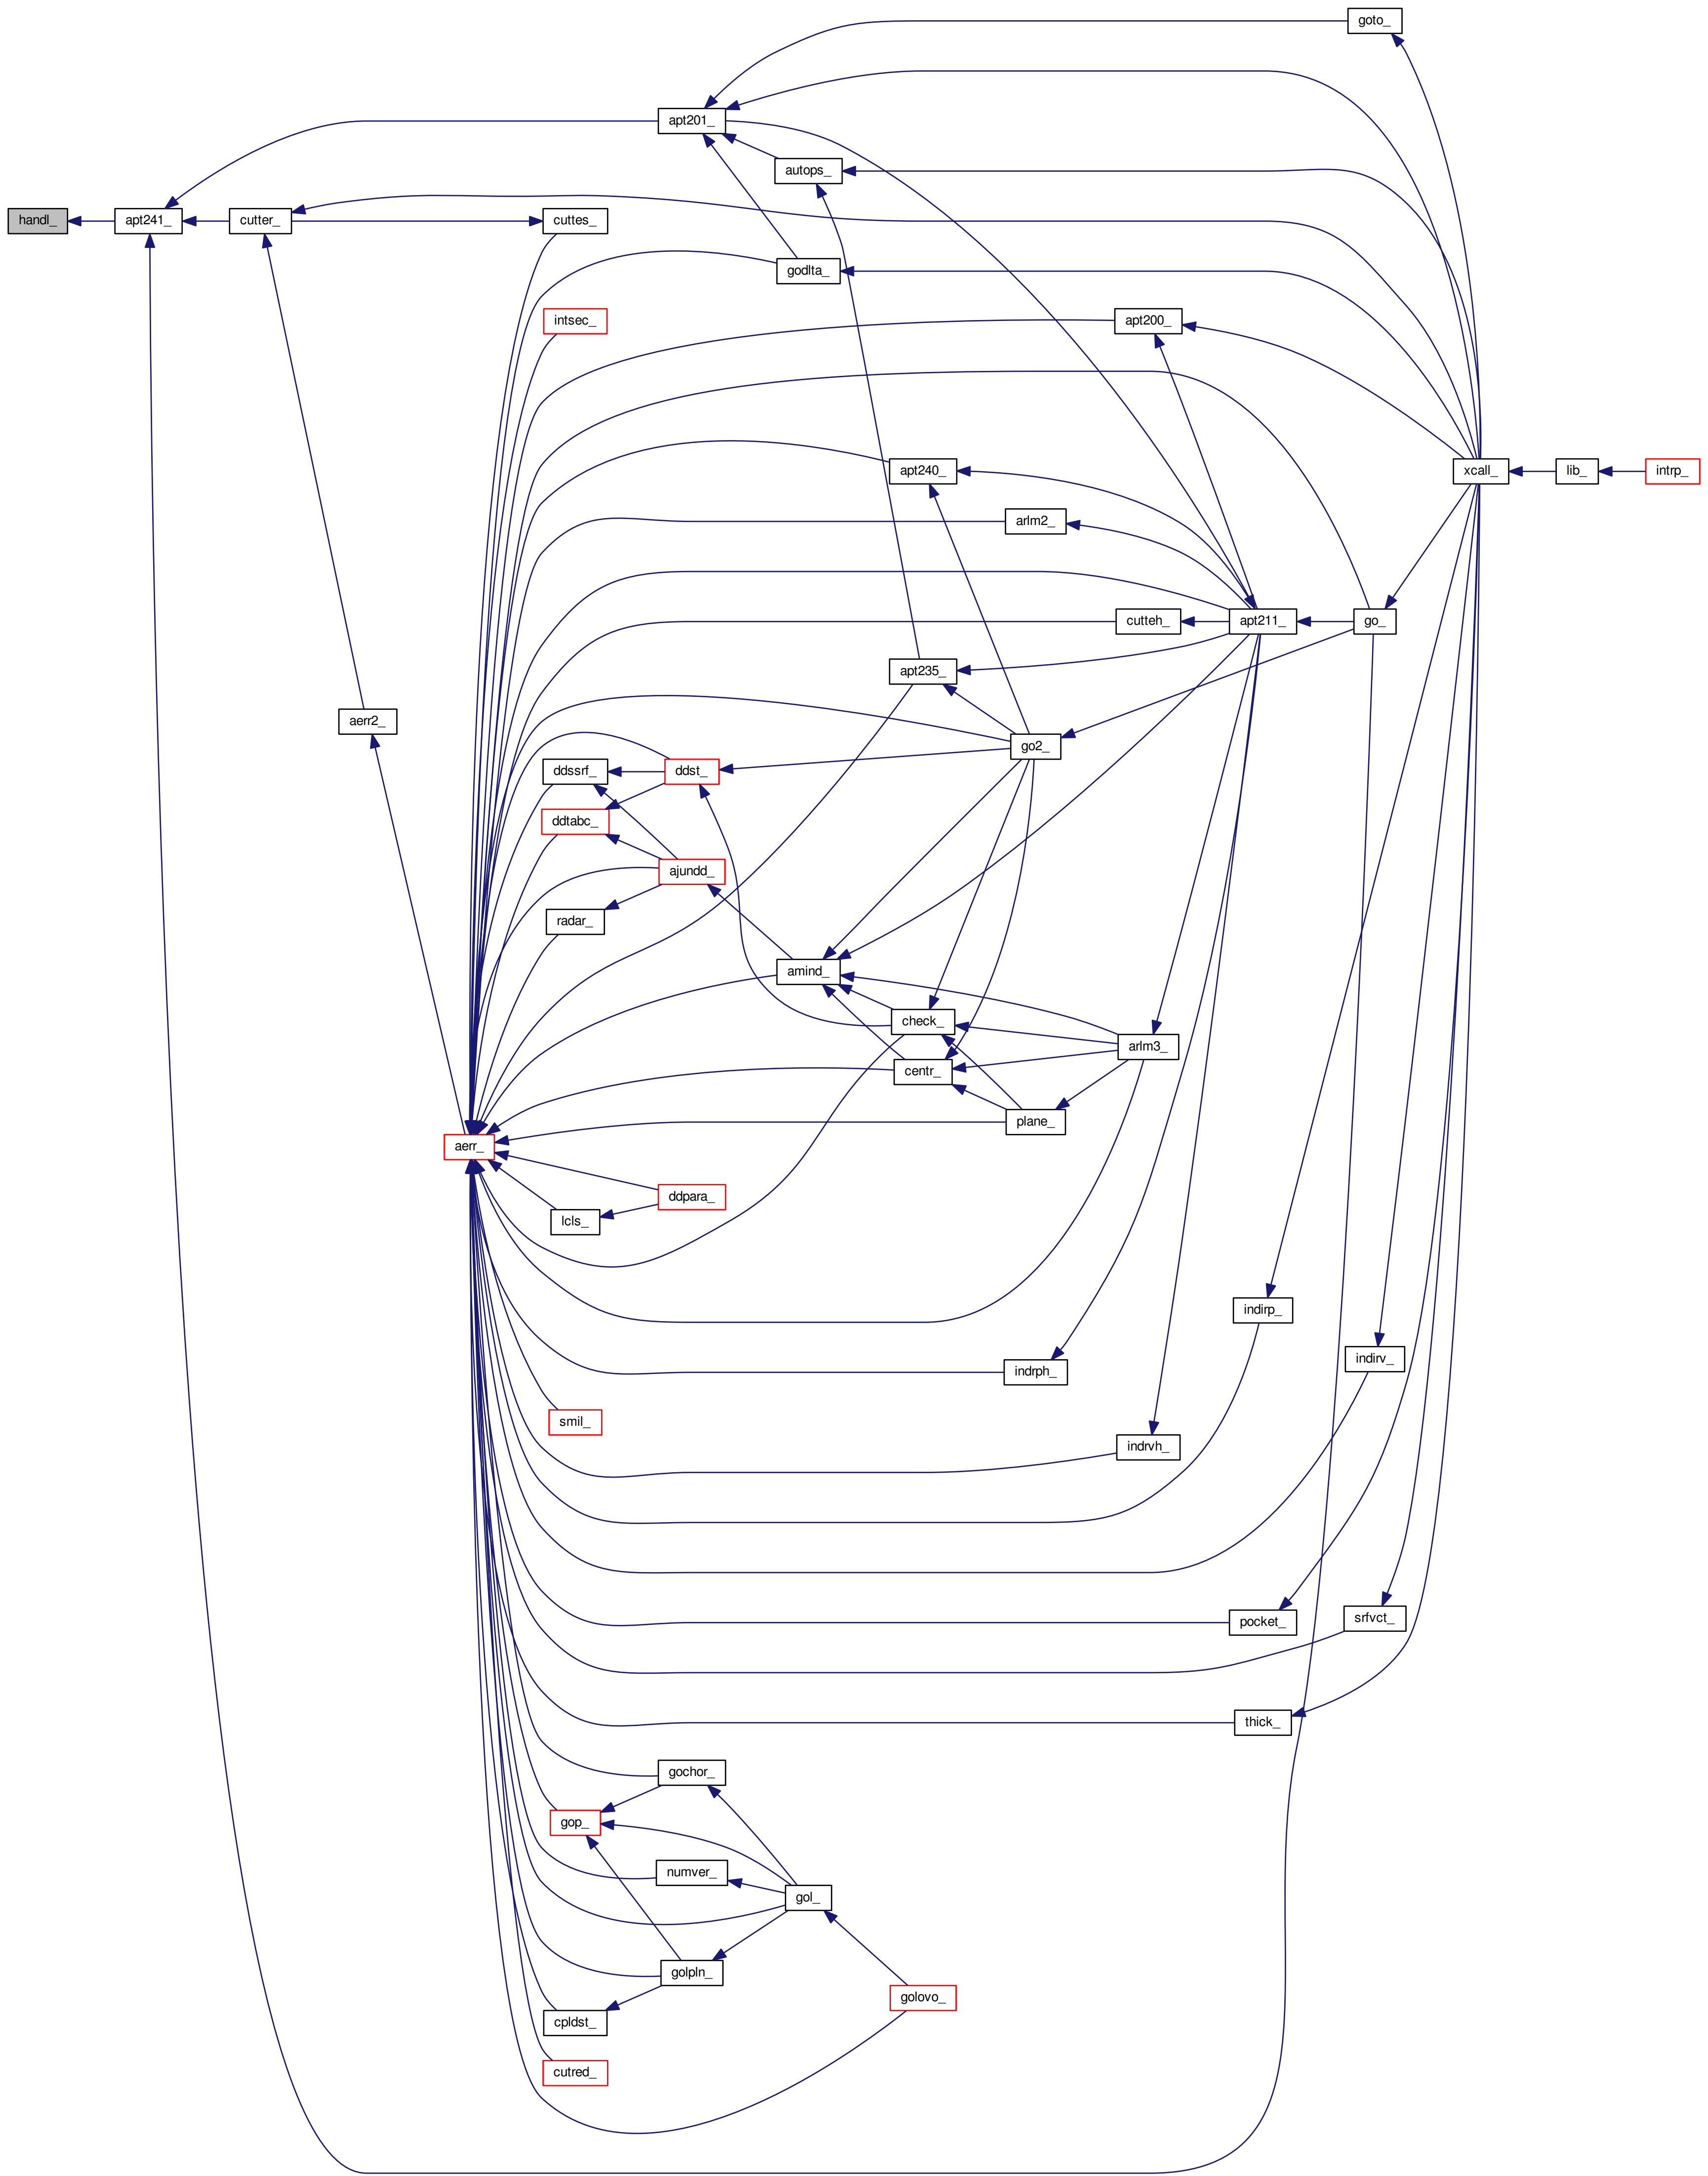 goto_
apt201_
autops_
handl_
apt241_
cutter_
cuttes_
godlta_
intsec_
apt200_
apt240_
xcall_
lib_
intrp_
arlm2_
cutteh_
apt211_
go_
apt235_
aerr2_
go2_
ddssrf_
ddst_
ddtabc_
ajundd_
radar_
amind_
check_
arlm3_
centr_
plane_
aerr_
ddpara_
lcls_
indirp_
indirv_
indrph_
smil_
indrvh_
pocket_
srfvct_
thick_
gochor_
gop_
numver_
gol_
golpln_
golovo_
cpldst_
cutred_